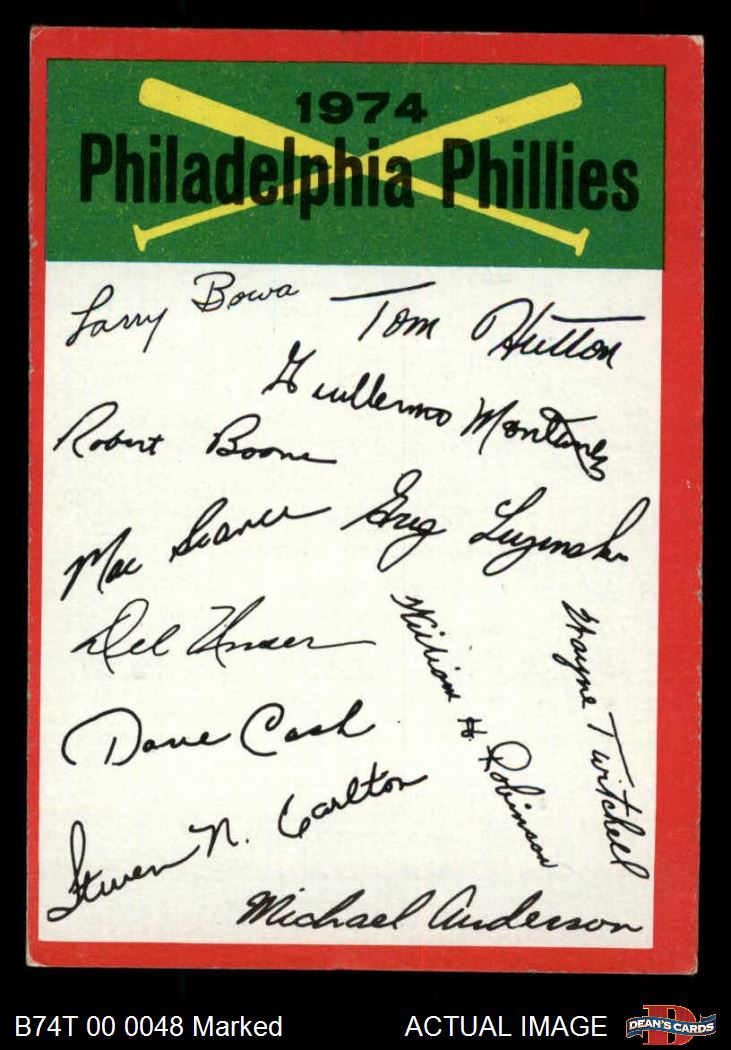 1974
Philadelphia Phillies
Larry Bowa
Tom Hutton
Guillermo Montanez
Robert Boone
Mac Scarce
Greg Luzinski
Del Unser
William H. Robinson
Wayne Twitchell
Dave Cash
Steven N. Carlton
Michael Anderson
B74T 00 0048 Marked
ACTUAL IMAGE
DEAN'S CARDS